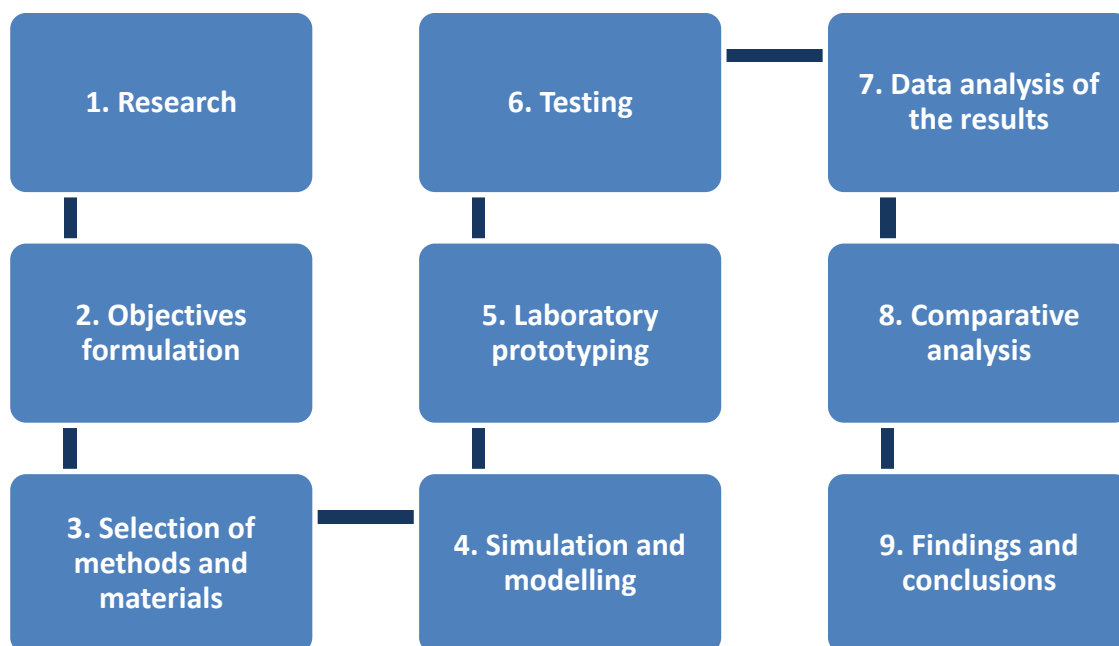 1. Research
2. Objectives
formulation
3. Selection of
methods and
materials
4. Simulation and
modelling
5. Laboratory
prototyping
6. Testing
7. Data analysis of
the results
8. Comparative
analysis
9. Findings and
conclusions